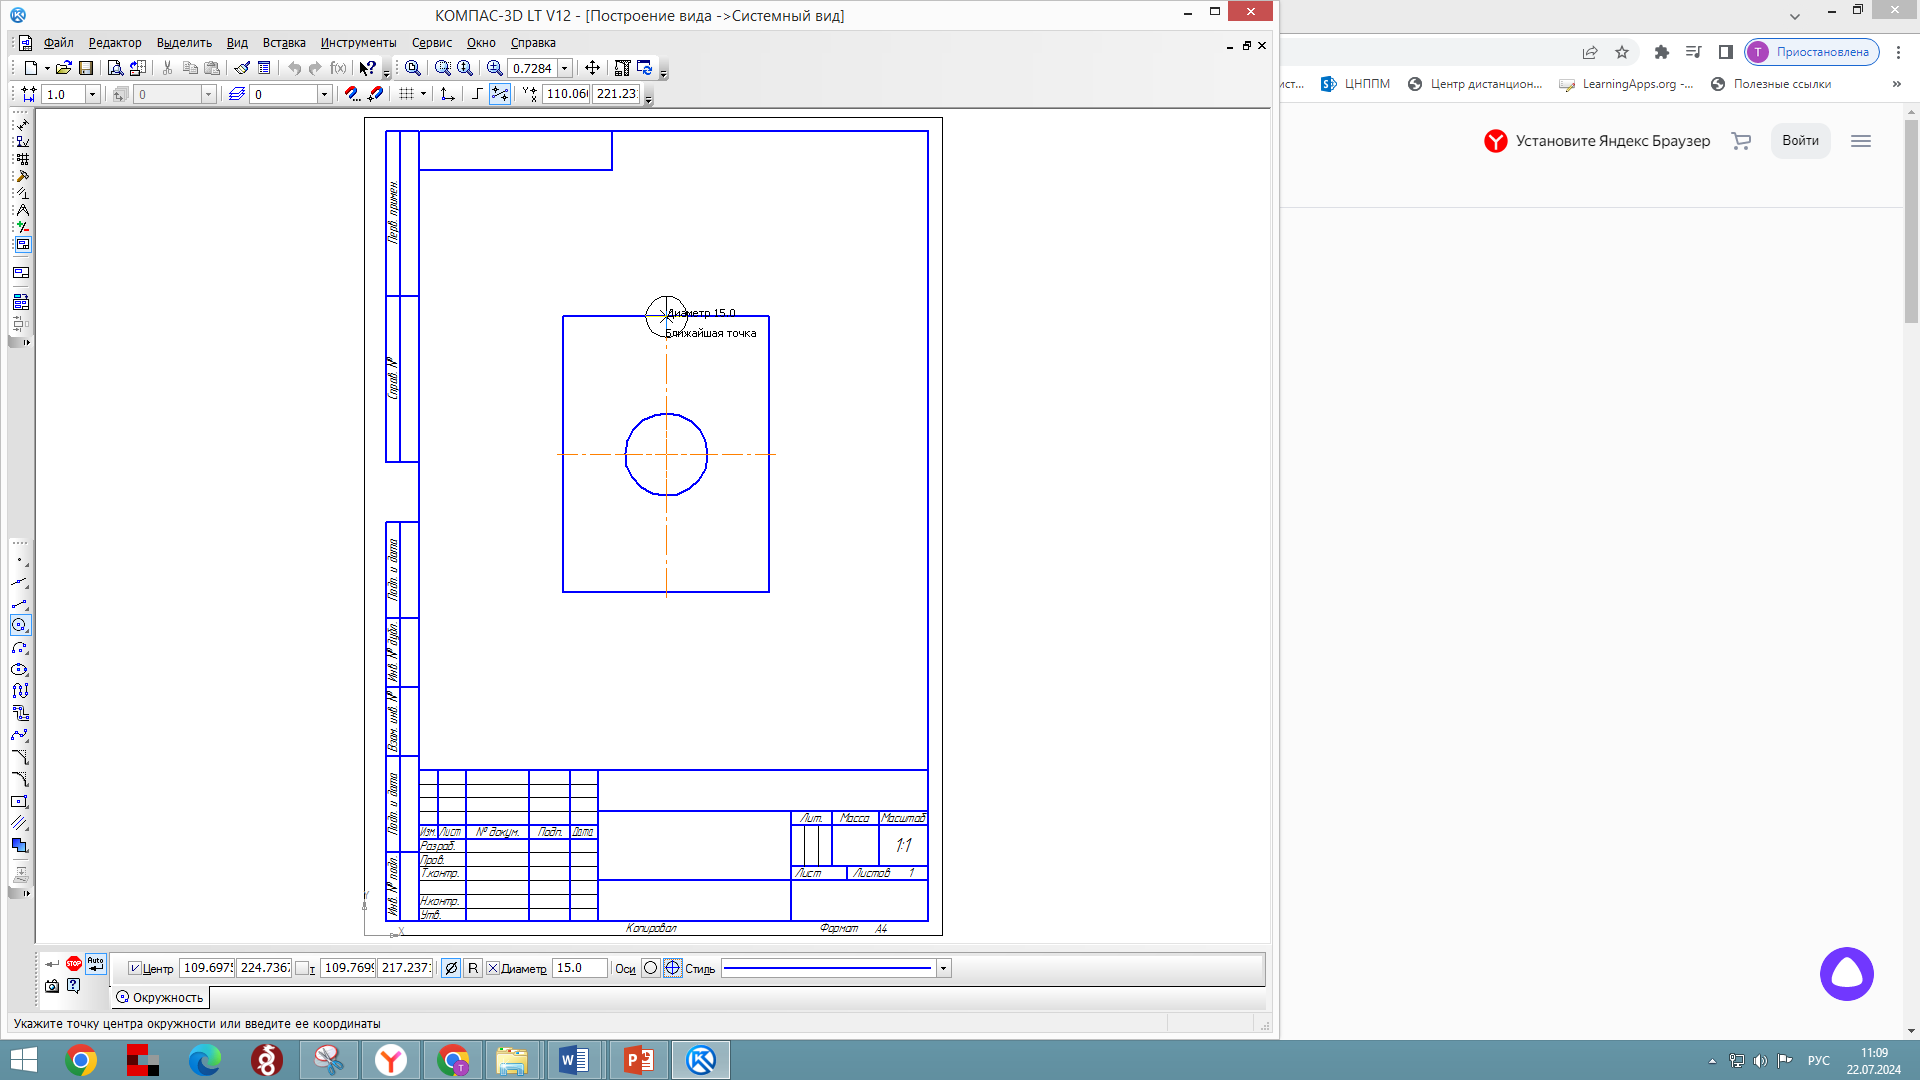 КОМПАС-3D LT V12 - [Построение вида ->Системный вид]
Файл Редактор Выделить Вид Вставка Инструменты Сервис Окно Справка
0.7284
1.0 0 0 110.06 221.23
T Приостановлена
ист... ЦНППМ Центр дистанцион... LearningApps.org -... Полезные ссылки »
Установите Яндекс Браузер Войти
Перв. примен.
Справ. №
Диаметр 15.0
Ближайшая точка
Подп. и дата
Инв. № дубл.
Взам. инв. №
Подп. и дата
Инв. № подл.
Изм. Лист № докум. Подп. Дата
Разраб.
Пров.
Т.контр.
Н.контр.
Утв.
Лит. Масса Масштаб
1:1
Лист Листов 1
Копировал Формат A4
Y
X
STOP Auto Центр 109.697 224.736 т 109.769 217.237 R Диаметр 15.0 Оси Стиль
Окружность
Укажите точку центра окружности или введите ее координаты
РУС 11:09
22.07.2024